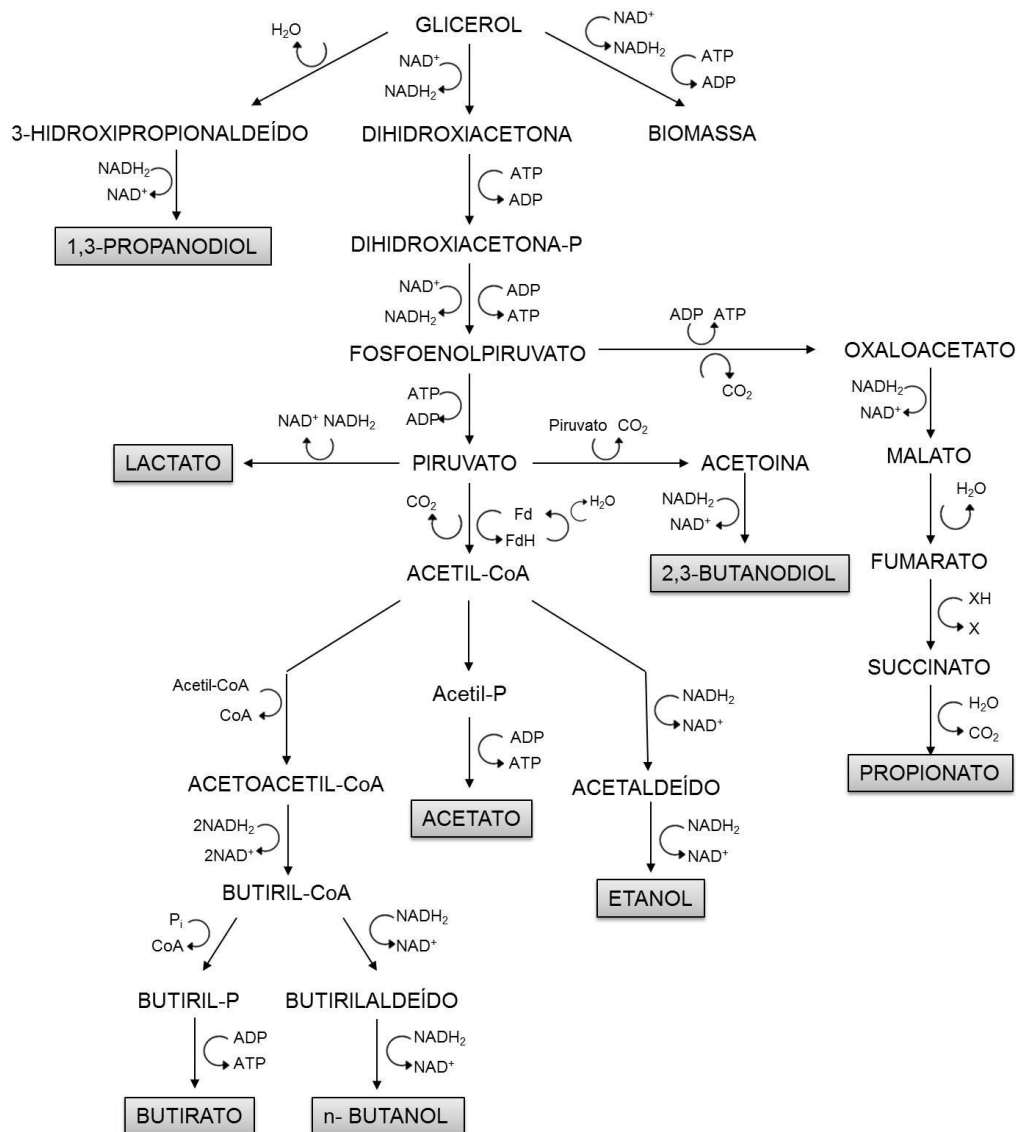 GLICEROL
H₂O
NAD⁺
NADH₂
NAD⁺
NADH₂
ATP
ADP
3-HIDROXIPROPIONALDEÍDO
DIHIDROXIACETONA
BIOMASSA
NADH₂
NAD⁺
ATP
ADP
1,3-PROPANODIOL
DIHIDROXIACETONA-P
NAD⁺
NADH₂
ADP
ATP
FOSFOENOLPIRUVATO
ADP ATP
CO₂
OXALOACETATO
ATP
ADP
NADH₂
NAD⁺
LACTATO
NAD⁺ NADH₂
PIRUVATO
Piruvato CO₂
ACETOINA
MALATO
CO₂
Fd
FdH
H₂O
NADH₂
NAD⁺
H₂O
ACETIL-CoA
2,3-BUTANODIOL
FUMARATO
XH
X
SUCCINATO
Acetil-CoA
CoA
Acetil-P
NADH₂
NAD⁺
H₂O
CO₂
ADP
ATP
PROPIONATO
ACETOACETIL-CoA
ACETATO
ACETALDEÍDO
2NADH₂
2NAD⁺
NADH₂
NAD⁺
BUTIRIL-CoA
ETANOL
Pᵢ
CoA
NADH₂
NAD⁺
BUTIRIL-P
BUTIRILALDEÍDO
ADP
ATP
NADH₂
NAD⁺
BUTIRATO
n- BUTANOL